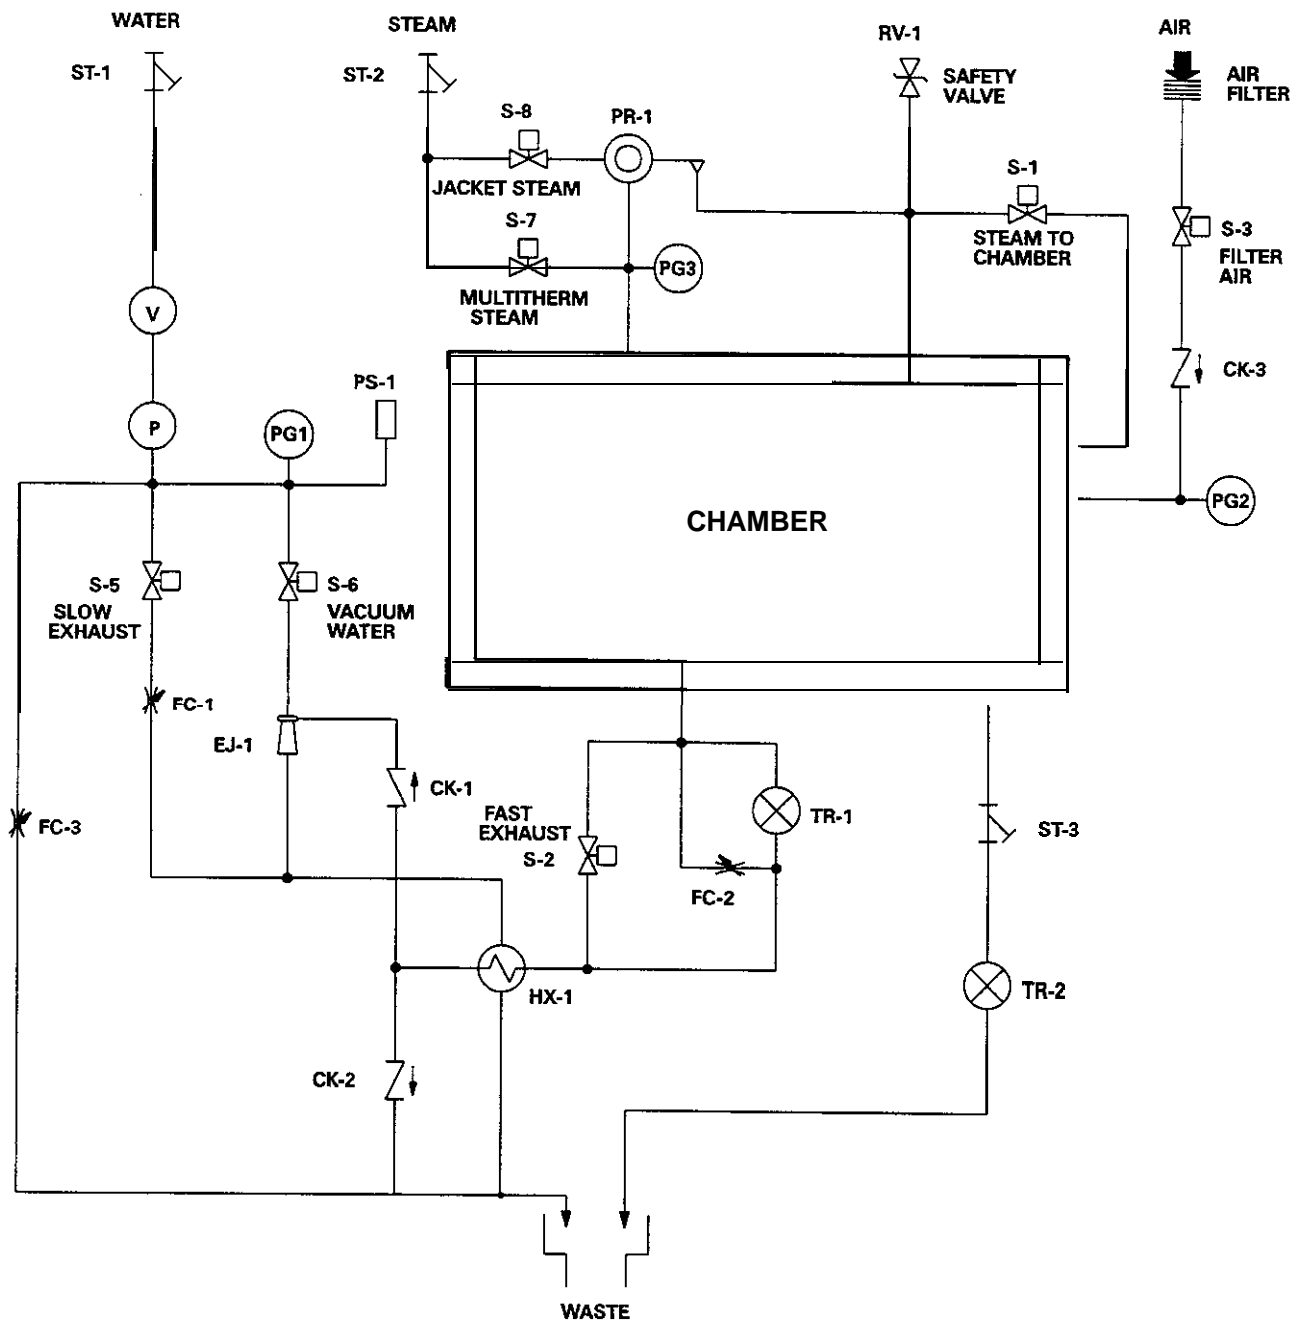 WATER
STEAM
RV-1
AIR
ST-1
ST-2
SAFETY
VALVE
AIR
FILTER
S-8
PR-1
JACKET STEAM
S-1
S-7
STEAM TO
CHAMBER
S-3
FILTER
AIR
PG3
MULTITHERM
STEAM
V
PS-1
CK-3
P
PG1
CHAMBER
PG2
S-5
SLOW
EXHAUST
S-6
VACUUM
WATER
FC-1
EJ-1
CK-1
FC-3
FAST
EXHAUST
S-2
TR-1
ST-3
FC-2
HX-1
TR-2
CK-2
WASTE